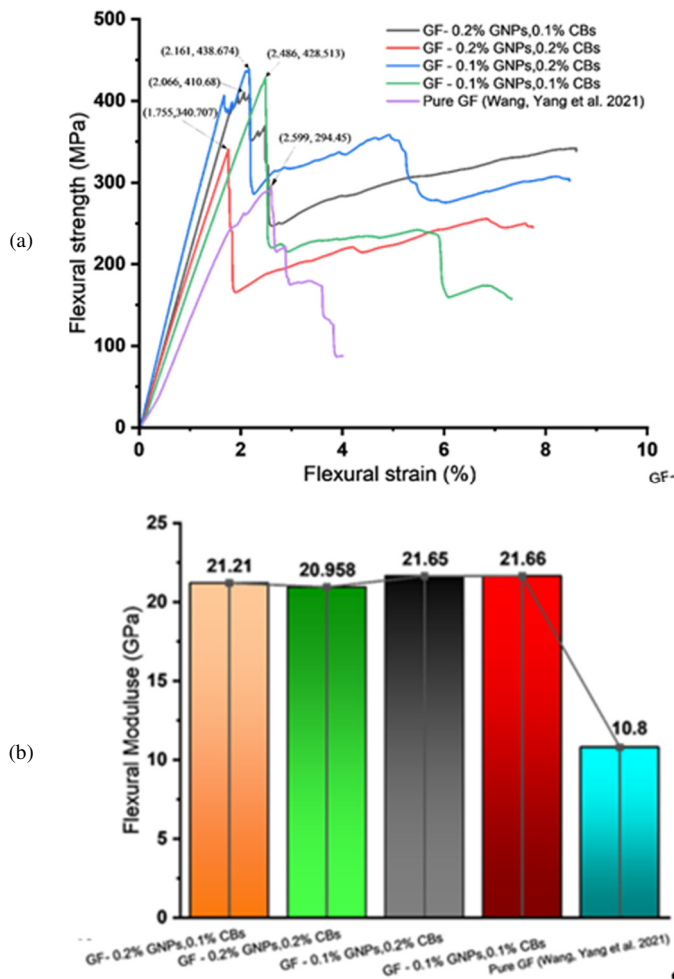 (a)
Flexural strength (MPa)
500
400
300
200
100
0
0
2
4
6
8
10
Flexural strain (%)
GF- 0.2% GNPs,0.1% CBs
GF - 0.2% GNPs,0.2% CBs
GF - 0.1% GNPs,0.2% CBs
GF - 0.1% GNPs,0.1% CBs
Pure GF (Wang, Yang et al. 2021)
(2.161, 438.674)
(2.486, 428.513)
(2.066, 410.68)
(1.755,340.707)
(2.599, 294.45)
GF-
(b)
Flexural Moduluse (GPa)
25
20
15
10
5
0
21.21
20.958
21.65
21.66
10.8
GF- 0.2% GNPs,0.1% CBs
GF - 0.2% GNPs,0.2% CBs
GF - 0.1% GNPs,0.2% CBs
GF - 0.1% GNPs,0.1% CBs
Pure GF (Wang, Yang et al. 2021)